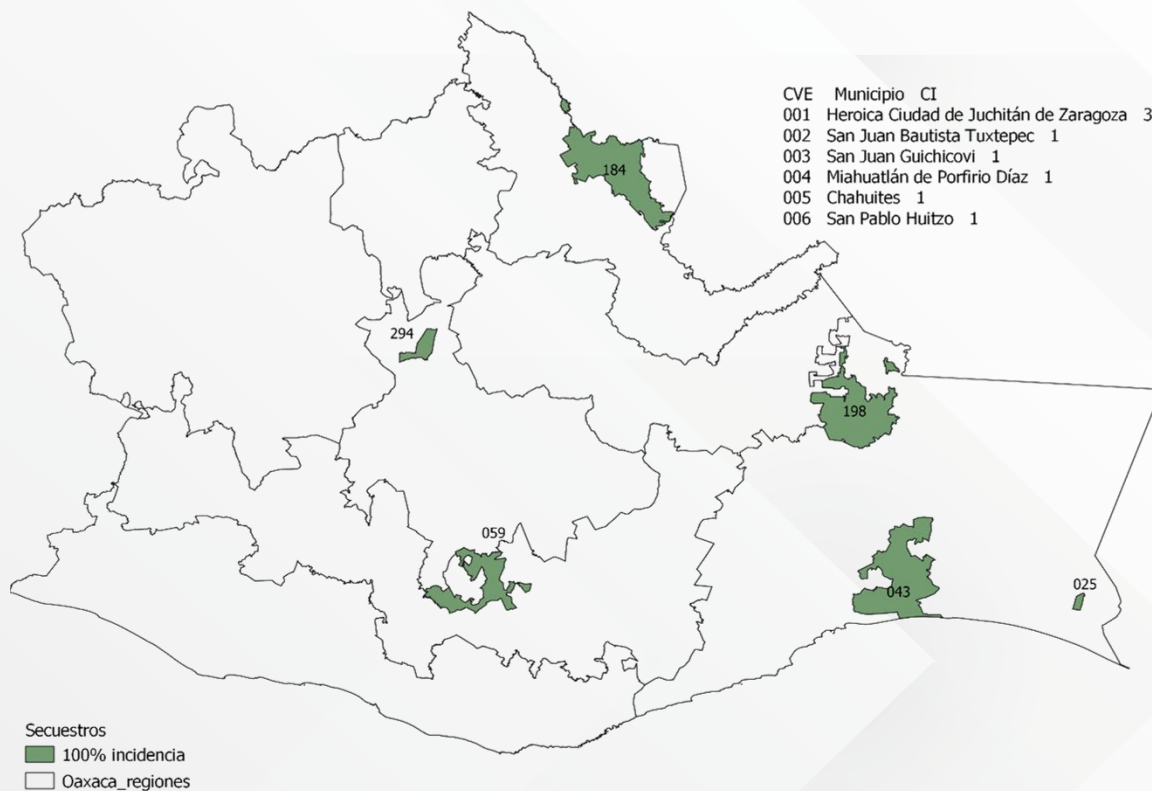 CVE Municipio CI
001 Heroica Ciudad de Juchitán de Zaragoza 3
002 San Juan Bautista Tuxtepec 1
003 San Juan Guichicovi 1
004 Miahuatlán de Porfirio Díaz 1
005 Chahuites 1
006 San Pablo Huitzo 1
184
294
198
059
043
025
Secuestros
100% incidencia
Oaxaca_regiones